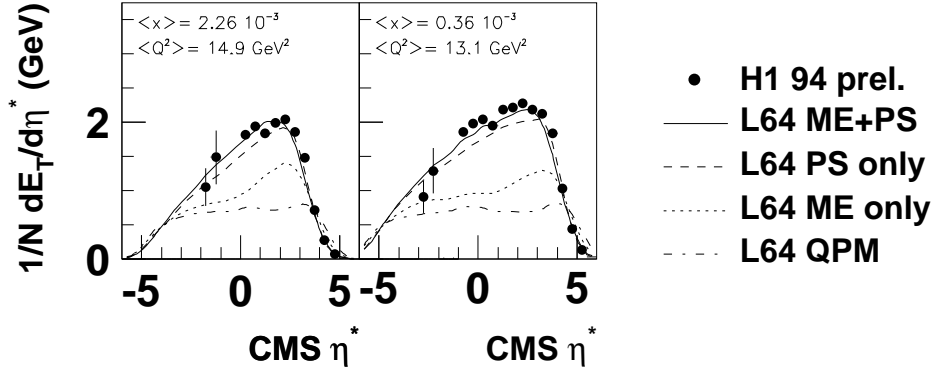 1/N dE_T/dη* (GeV)
<x>= 2.26 10⁻³
<Q²>= 14.9 GeV²
<x>= 0.36 10⁻³
<Q²>= 13.1 GeV²
2
0
-5 0 5
-5 0 5
CMS η*
CMS η*
H1 94 prel.
L64 ME+PS
L64 PS only
L64 ME only
L64 QPM